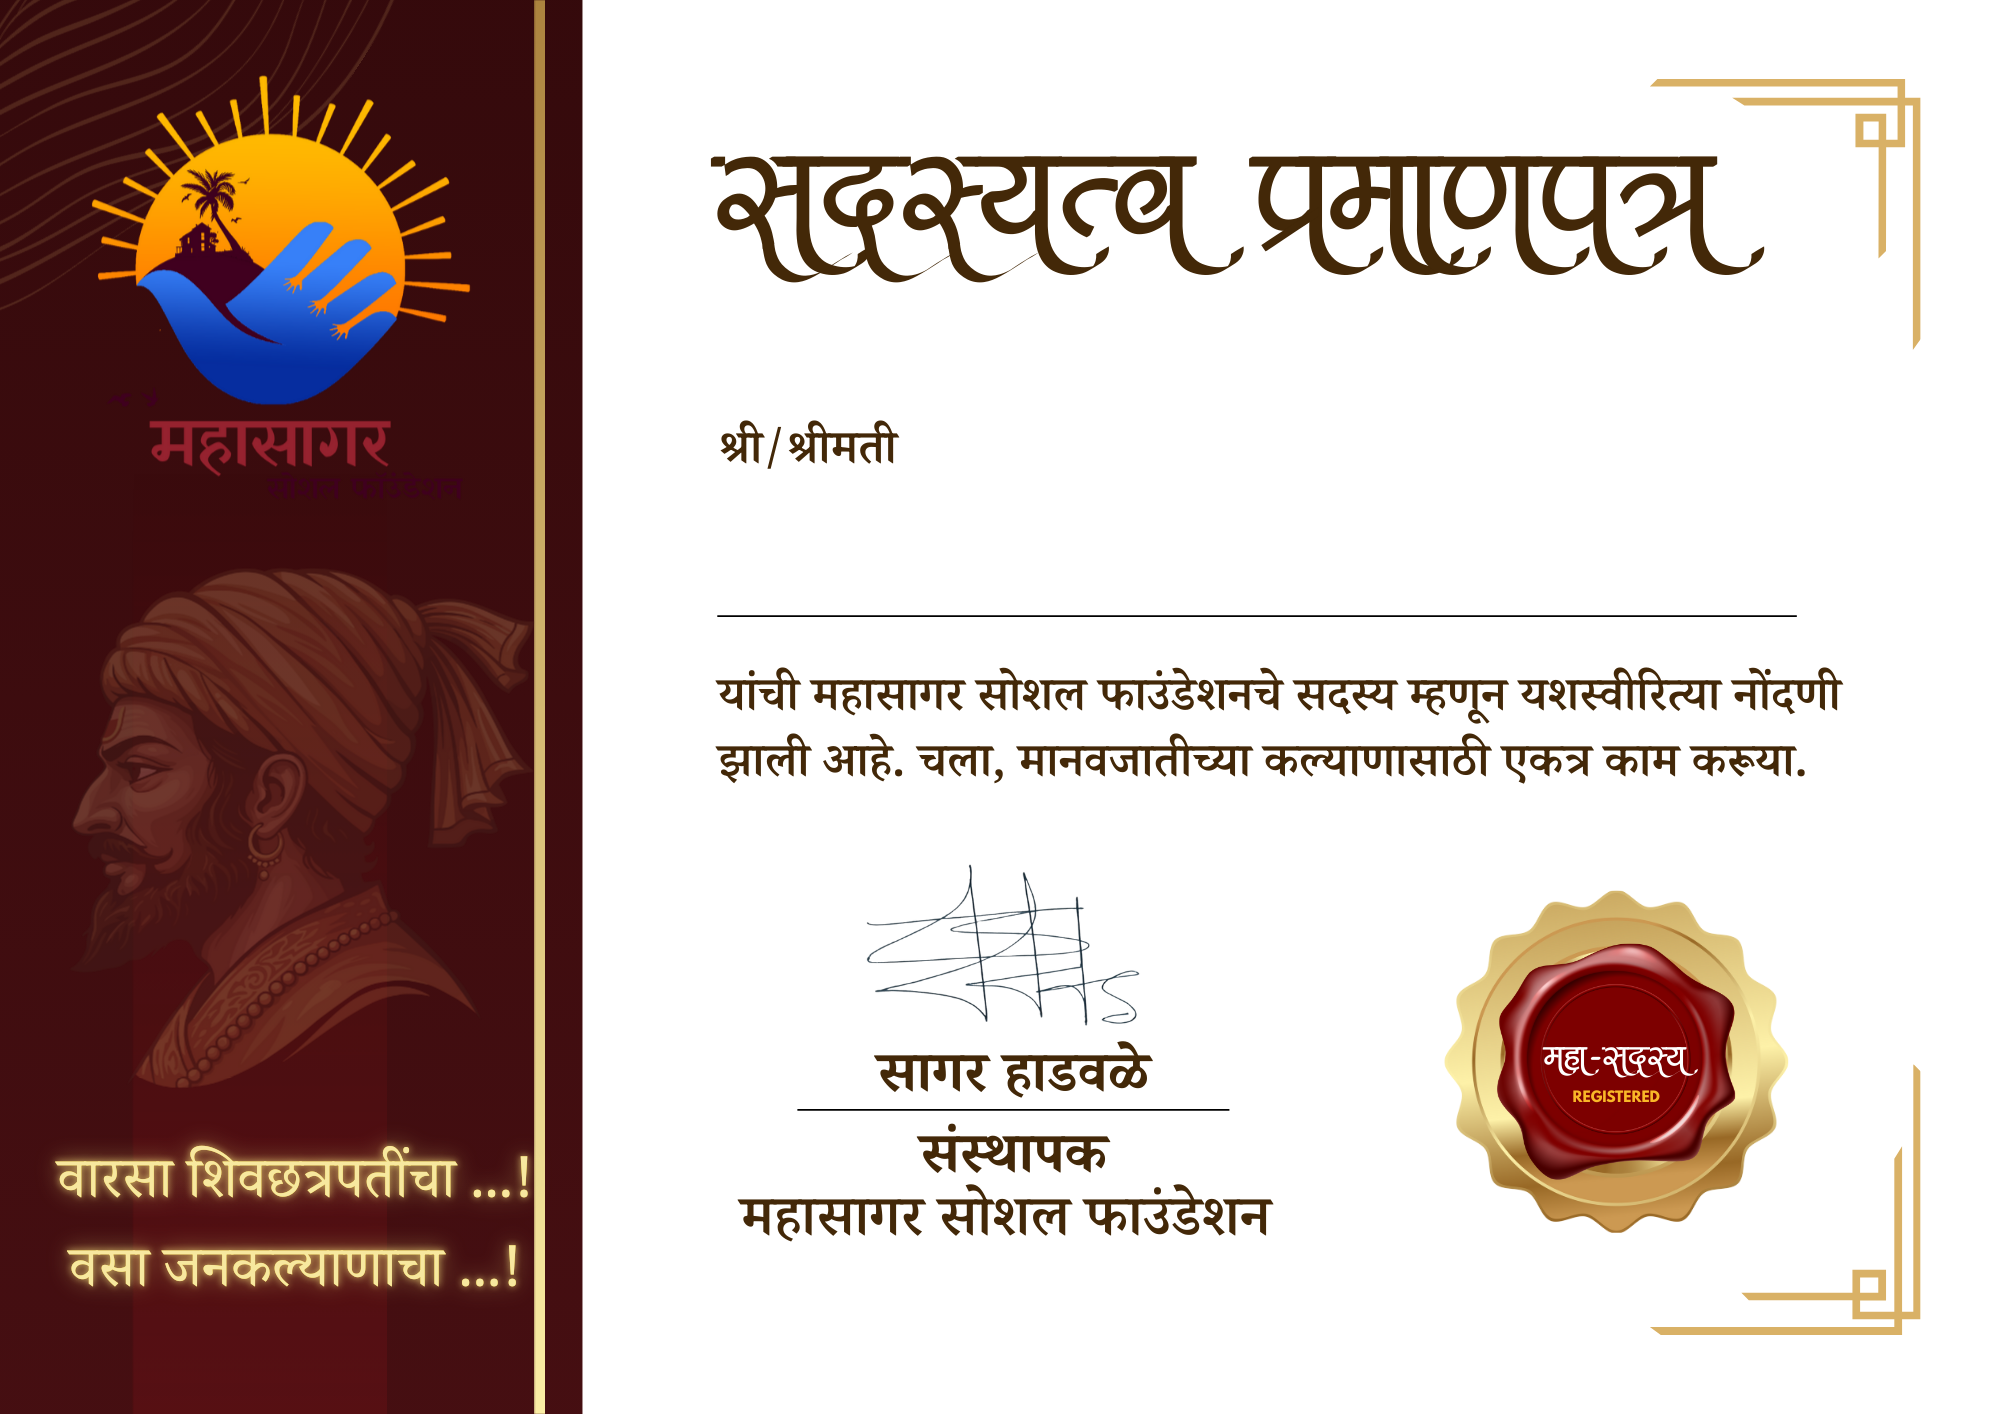 महासागर
सोशल फाउंडेशन
वारसा शिवछत्रपतींचा ...!
वसा जनकल्याणाचा ...!
सदस्यत्व प्रमाणपत्र
श्री/श्रीमती
यांची महासागर सोशल फाउंडेशनचे सदस्य म्हणून यशस्वीरित्या नोंदणी
झाली आहे. चला, मानवजातीच्या कल्याणासाठी एकत्र काम करूया.
सागर हाडवळे
संस्थापक
महासागर सोशल फाउंडेशन
महा-सदस्य
REGISTERED